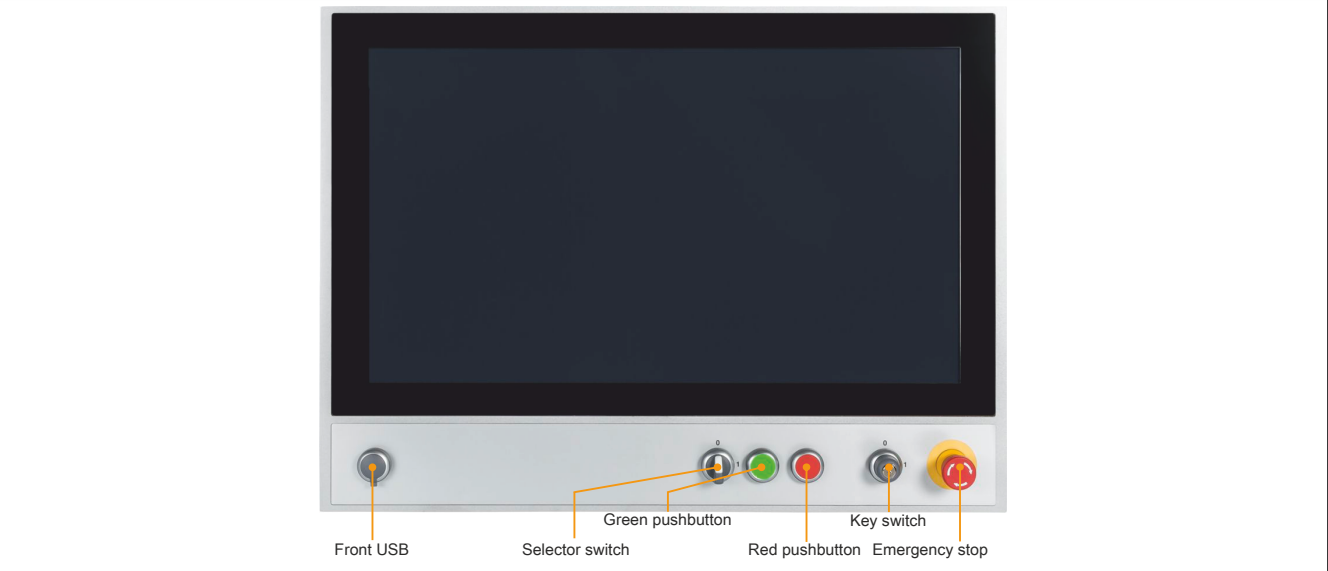 0
1
0
1
Green pushbutton
Key switch
Front USB
Selector switch
Red pushbutton
Emergency stop